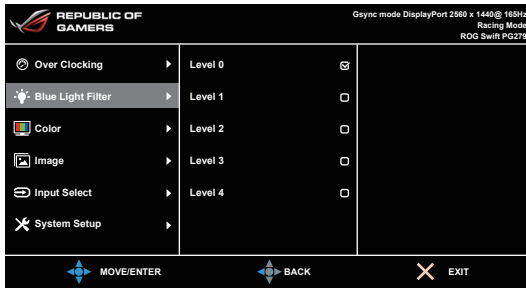 REPUBLIC OF
GAMERS
Gsync mode DisplayPort 2560 x 1440@ 165Hz
Racing Mode
ROG Swift PG279
Over Clocking
Level 0
Blue Light Filter
Level 1
Color
Level 2
Image
Level 3
Input Select
Level 4
System Setup
MOVE/ENTER
BACK
EXIT